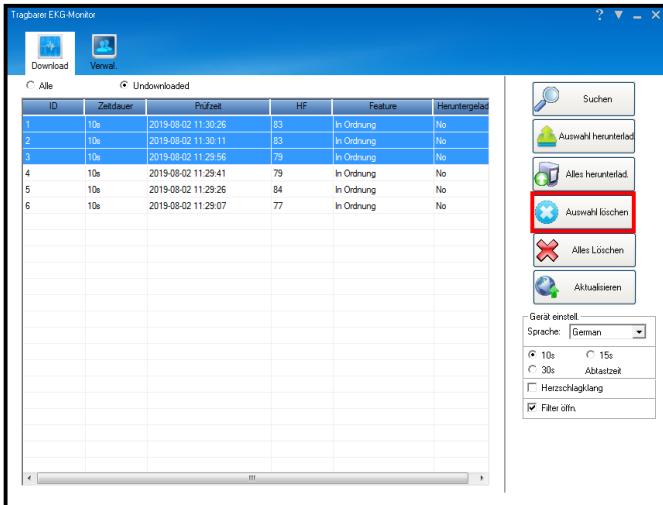 Tragbarer EKG-Monitor
Download Verwal.
Alle Undownloaded
ID Zeitdauer Prüfzeit HF Feature Heruntergelad
1 10s 2019-08-02 11:30:26 83 In Ordnung No
2 10s 2019-08-02 11:30:11 83 In Ordnung No
3 10s 2019-08-02 11:29:56 79 In Ordnung No
4 10s 2019-08-02 11:29:41 79 In Ordnung No
5 10s 2019-08-02 11:29:26 84 In Ordnung No
6 10s 2019-08-02 11:29:07 77 In Ordnung No
Suchen
Auswahl herunterlad
Alles herunterlad.
Auswahl löschen
Alles Löschen
Aktualisieren
Gerät einstell.
Sprache: German
10s 15s
30s Abtastzeit
Herzschlagklang
Filter öffn.